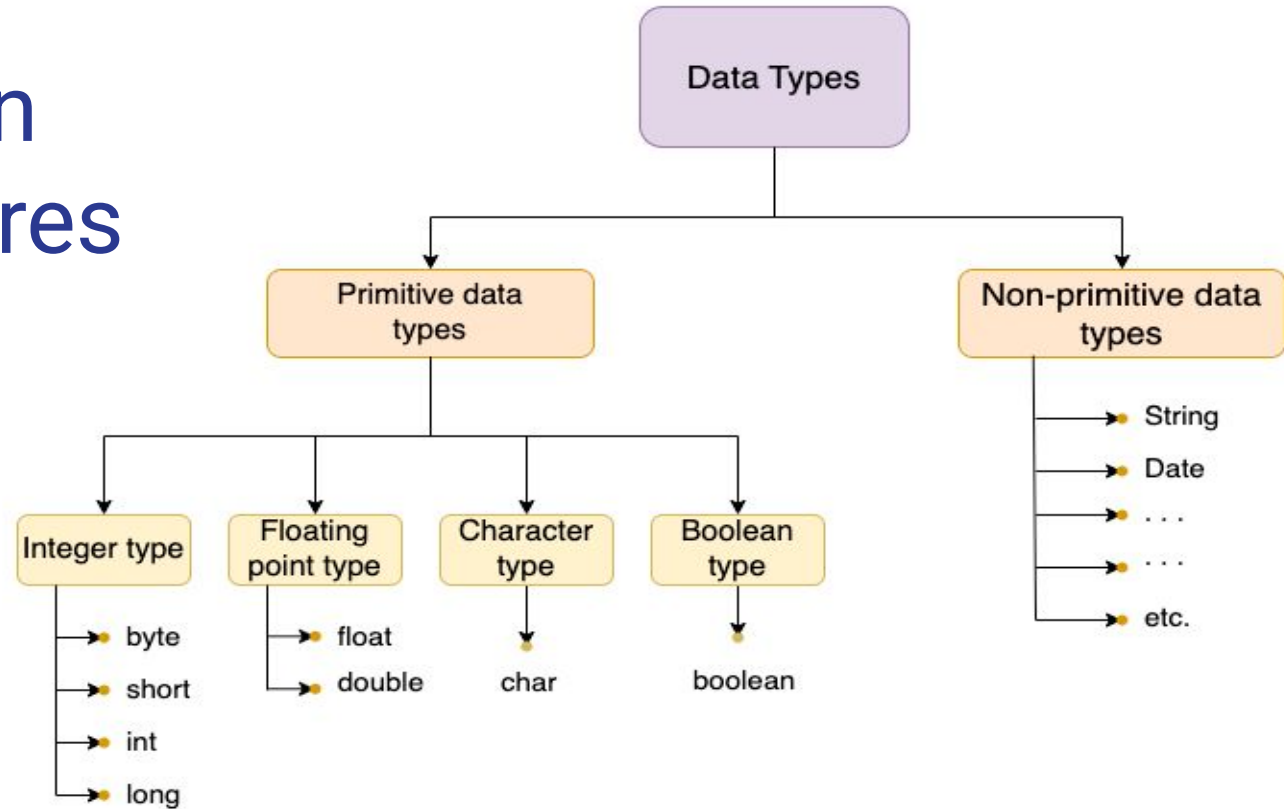 n
res
Data Types
Primitive data
types
Non-primitive data
types
Integer type
Floating
point type
Character
type
Boolean
type
byte
short
int
long
float
double
char
boolean
String
Date
. . .
. . .
etc.